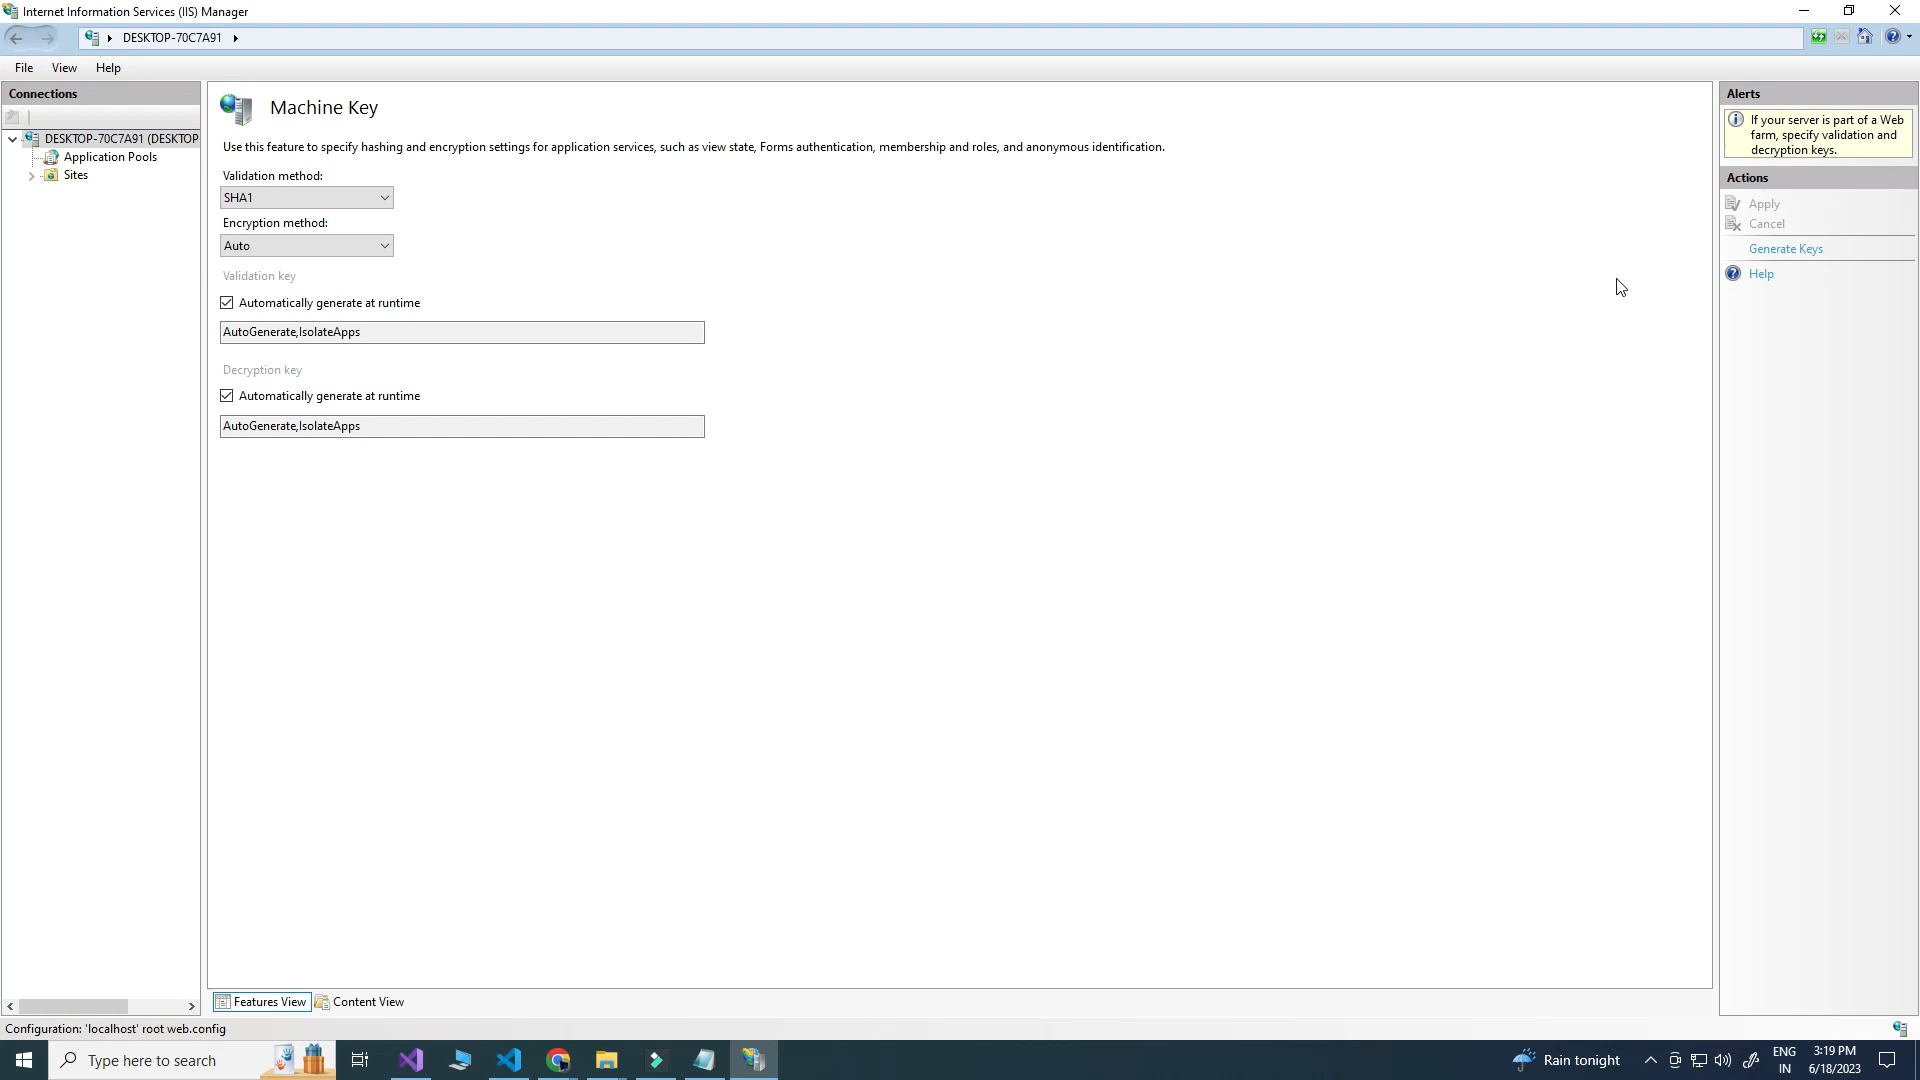 Internet Information Services (IIS) Manager
DESKTOP-70C7A91
File View Help
Connections
DESKTOP-70C7A91 (DESKTOP
Application Pools
Sites
Machine Key
Use this feature to specify hashing and encryption settings for application services, such as view state, Forms authentication, membership and roles, and anonymous identification.
Validation method:
SHA1
Encryption method:
Auto
Validation key
Automatically generate at runtime
AutoGenerate,IsolateApps
Decryption key
Automatically generate at runtime
AutoGenerate,IsolateApps
Alerts
If your server is part of a Web
farm, specify validation and
decryption keys.
Actions
Apply
Cancel
Generate Keys
Help
Features View Content View
Configuration: 'localhost' root web.config
Type here to search
Rain tonight
ENG
IN
3:19 PM
6/18/2023